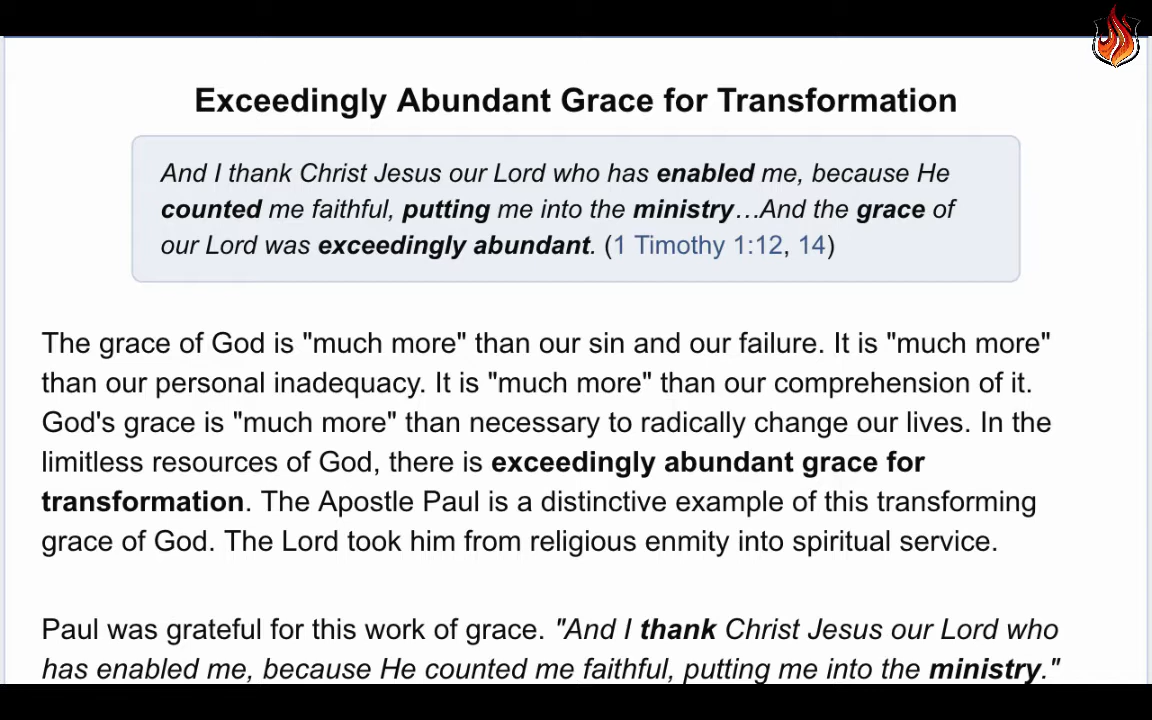 Exceedingly Abundant Grace for Transformation
And I thank Christ Jesus our Lord who has enabled me, because He
counted me faithful, putting me into the ministry…And the grace of
our Lord was exceedingly abundant. (1 Timothy 1:12, 14)
The grace of God is "much more" than our sin and our failure. It is "much more"
than our personal inadequacy. It is "much more" than our comprehension of it.
God's grace is "much more" than necessary to radically change our lives. In the
limitless resources of God, there is exceedingly abundant grace for
transformation. The Apostle Paul is a distinctive example of this transforming
grace of God. The Lord took him from religious enmity into spiritual service.
Paul was grateful for this work of grace. "And I thank Christ Jesus our Lord who
has enabled me, because He counted me faithful, putting me into the ministry."